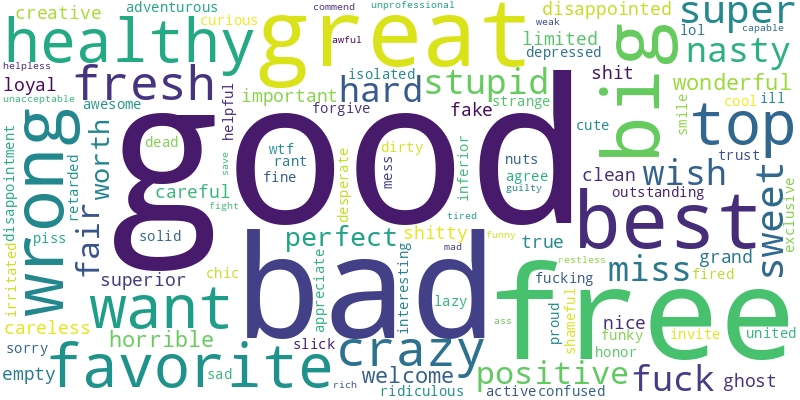 creative
adventurous
commend
unprofessional
disappointed
super
healthy
curious
great
awful
weak
limited
big
lol
capable
nasty
helpless
loyal
unacceptable
fresh
awesome
isolated
hard
important
forgive
stupid
depressed
strange
fake
shit
wonderful
smile
cool
ill
top
helpful
good
dead
wtf
rant
fine
dirty
mess
desperate
inferior
nuts
agree
guilty
cute
trust
clean
wish
outstanding
sweet
exclusive
disappointment
wrong
retarded
worth
careful
save
fight
fair
piss
solid
perfect
shitty
tired
funny
mad
true
best
irritated
superior
chic
bad
appreciate
interesting
lazy
restless
fucking
miss
grand
fired
free
careless
want
horrible
slick
crazy
ass
proud
shameful
nice
funky
honor
invite
united
sorry
empty
favorite
sad
rich
welcome
ridiculous
positive
active
confused
fuck
ghost